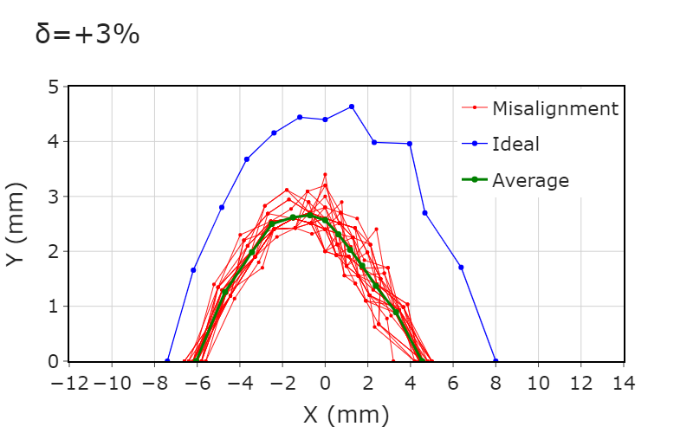 δ=+3%
Misalignment
Ideal
Average
Y (mm)
5
4
3
2
1
0
−12 −10 −8 −6 −4 −2 0 2 4 6 8 10 12 14
X (mm)